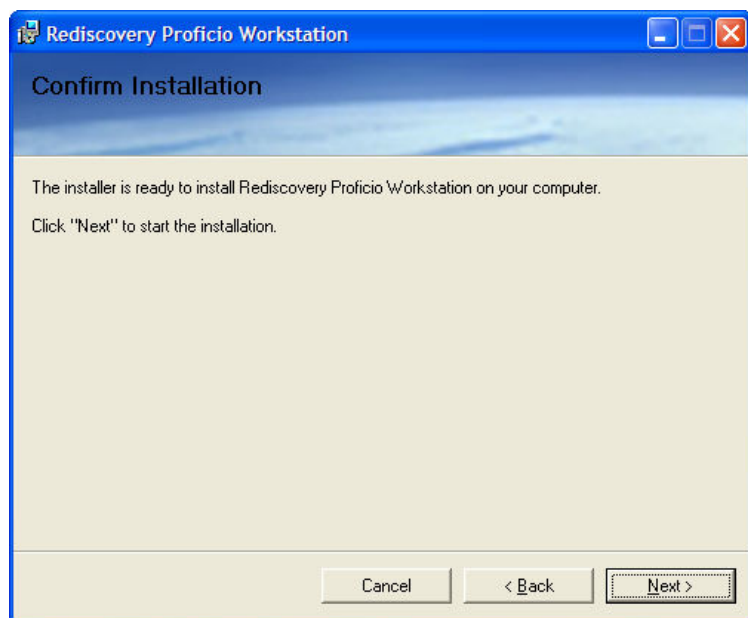 Rediscovery Proficio Workstation
Confirm Installation
The installer is ready to install Rediscovery Proficio Workstation on your computer.
Click "Next" to start the installation.
Cancel
< Back
Next >